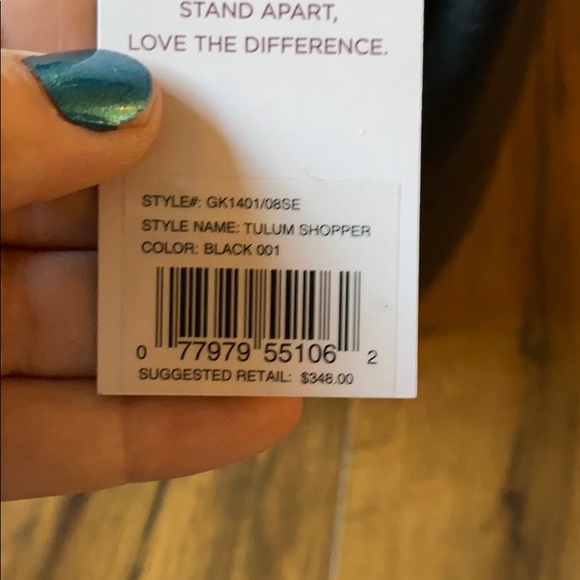 STAND APART,
LOVE THE DIFFERENCE.
STYLE#: GK1401/08SE
STYLE NAME: TULUM SHOPPER
COLOR: BLACK 001
0 77979 55106 2
SUGGESTED RETAIL: $348.00